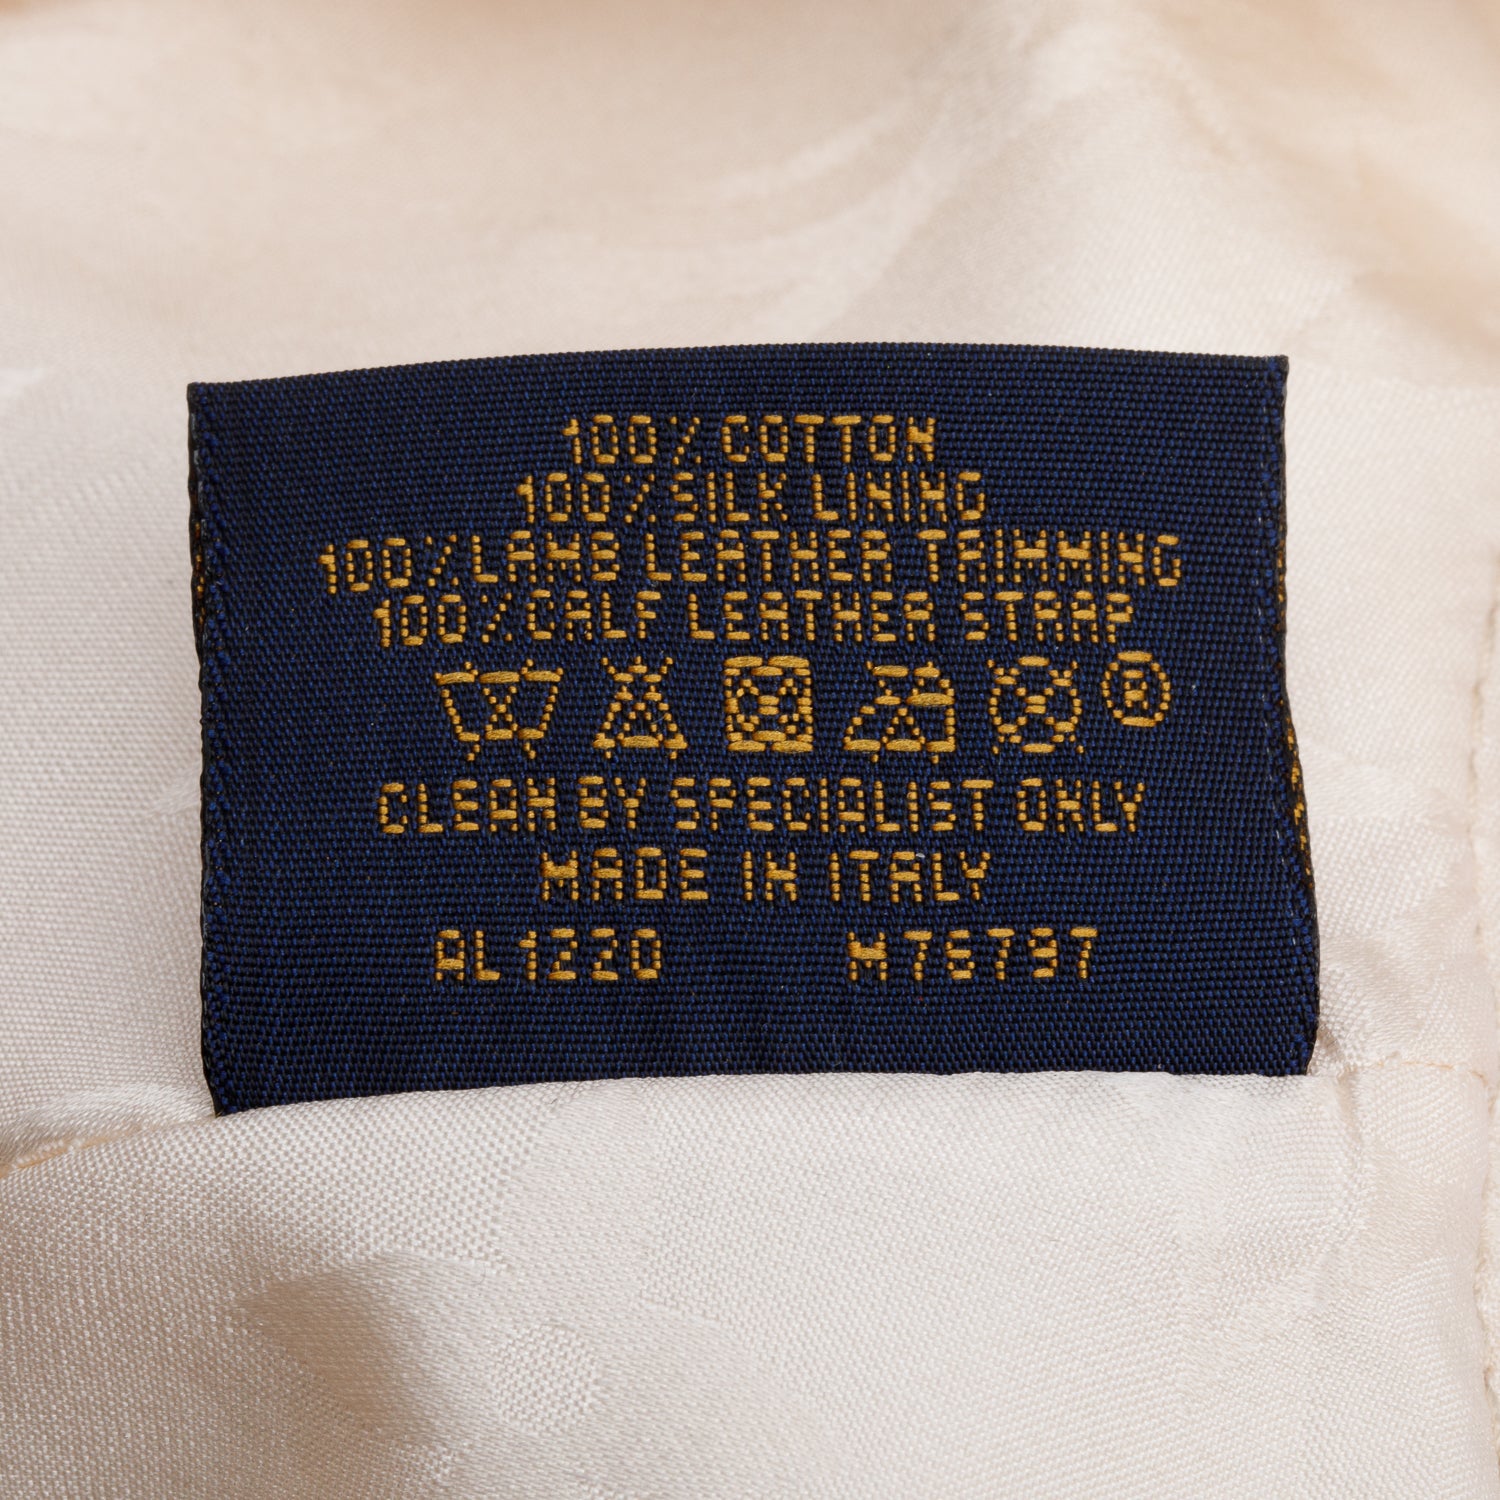 100% COTTON
100% SILK LINING
100% LAMB LEATHER TRIMMING
100% CALF LEATHER STRAP
®
CLEAN BY SPECIALIST ONLY
MADE IN ITALY
AL1220 M76797